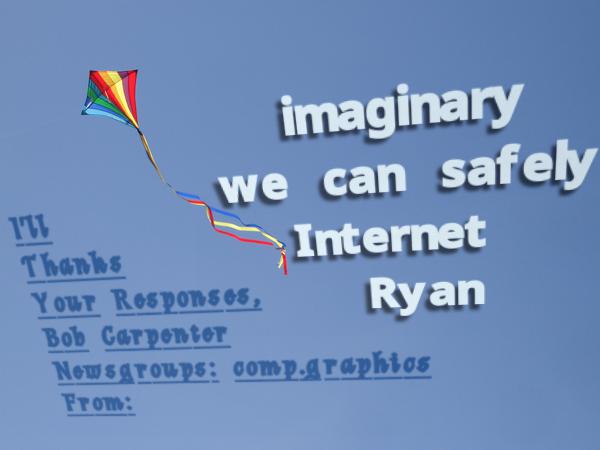 imaginary
we can safely
Internet
Ryan
I'll
Thanks
Your Responses,
Bob Carpenter
Newsgroups: comp.graphics
From: